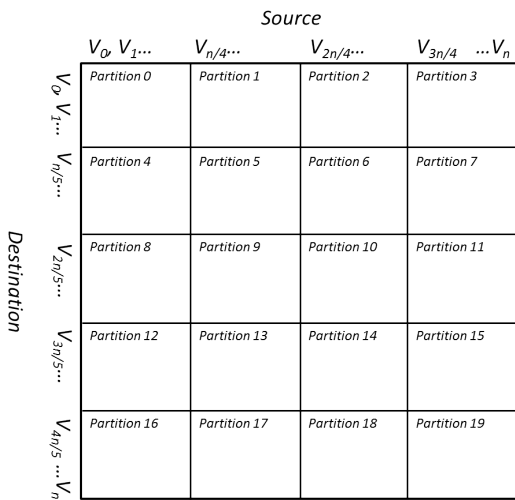 Source
V0, V1... Vn/4... V2n/4... V3n/4 ...Vn
Partition 0 Partition 1 Partition 2 Partition 3
V0, V1...
Partition 4 Partition 5 Partition 6 Partition 7
Vn/5...
Partition 8 Partition 9 Partition 10 Partition 11
V2n/5...
Destination
Partition 12 Partition 13 Partition 14 Partition 15
V3n/5...
Partition 16 Partition 17 Partition 18 Partition 19
V4n/5 ...Vn